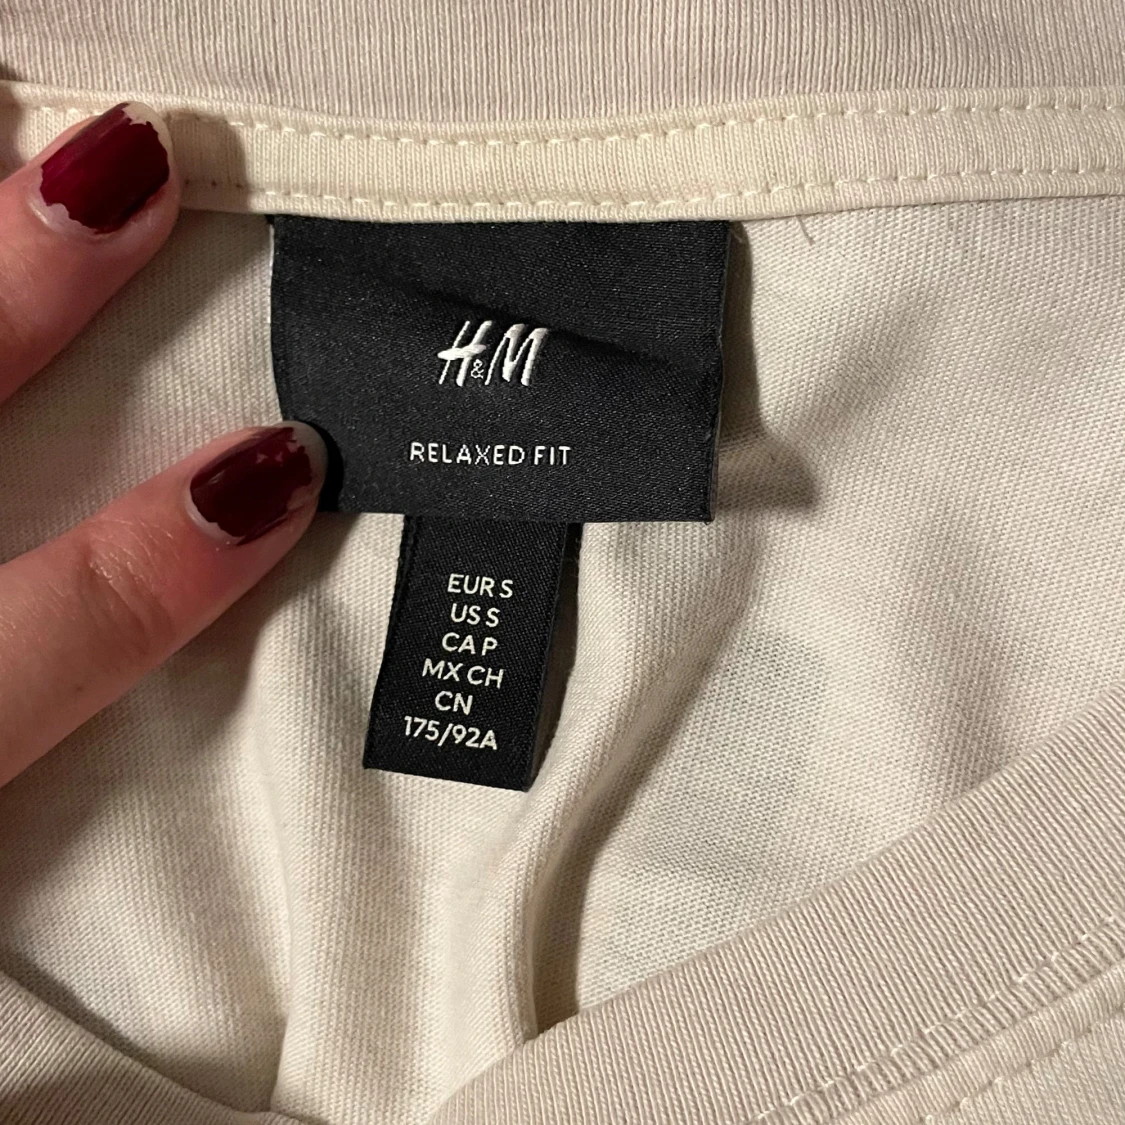 H&M
RELAXED FIT
EUR S
US S
CA P
MX CH
CN
175/92A